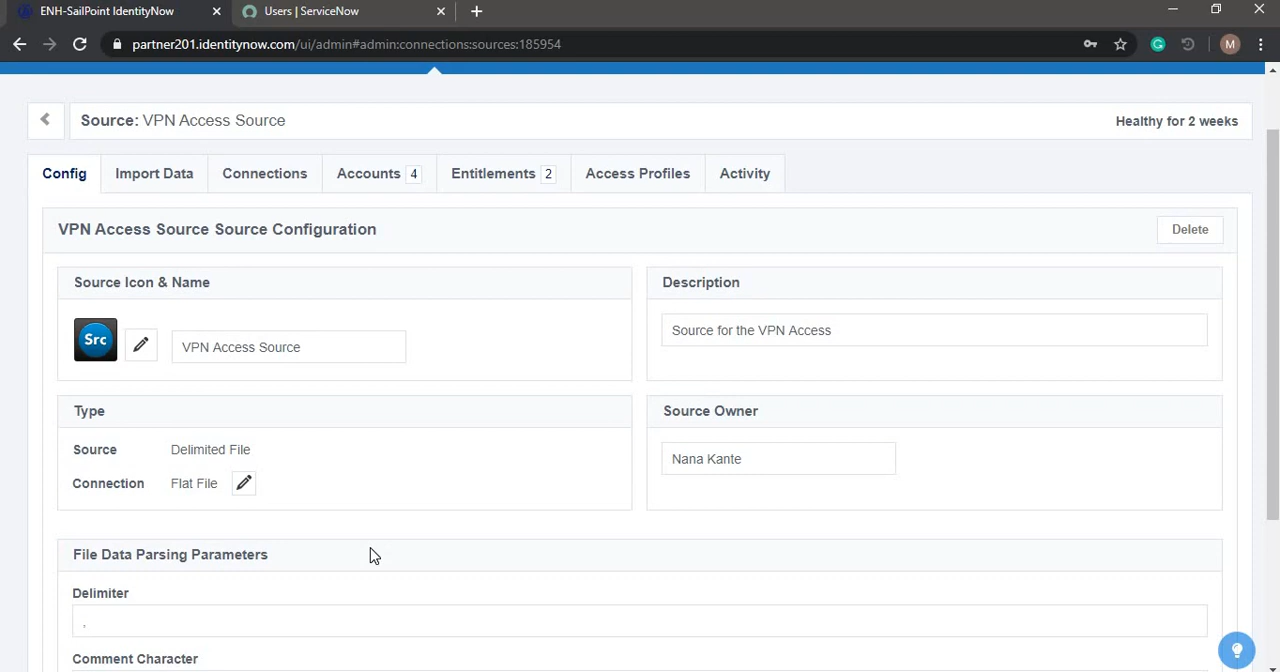 ENH-SailPoint IdentityNow
Users | ServiceNow
partner201.identitynow.com/ui/admin#admin:connections:sources:185954
M
Source: VPN Access Source
Healthy for 2 weeks
Config
Import Data
Connections
Accounts 4
Entitlements 2
Access Profiles
Activity
VPN Access Source Source Configuration
Delete
Source Icon & Name
Src
VPN Access Source
Description
Source for the VPN Access
Type
Source Delimited File
Connection Flat File
Source Owner
Nana Kante
File Data Parsing Parameters
Delimiter
,
Comment Character